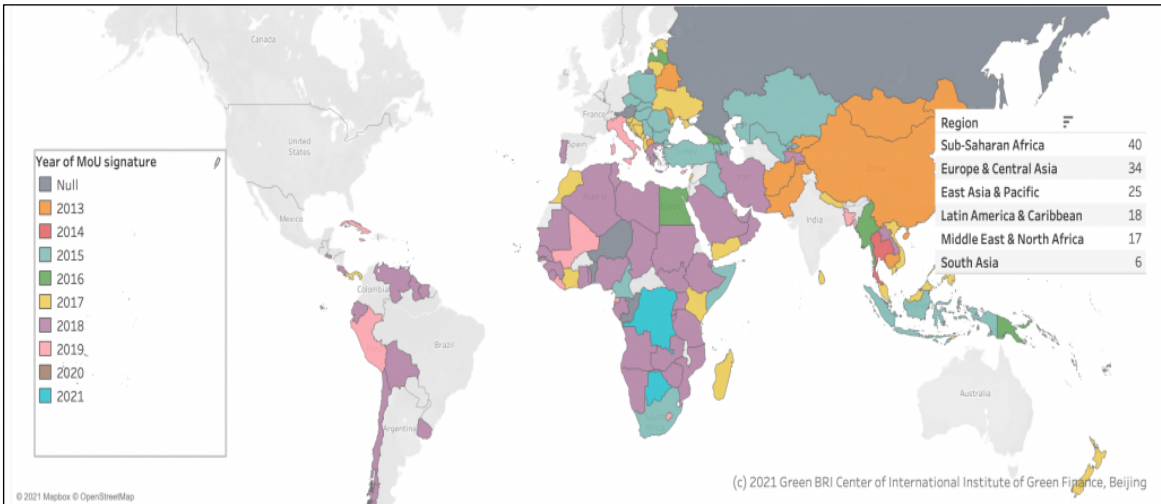 Canada
United
States
Mexico
Colombia
Brazil
Argentina
France
Spain
Algeria
India
Australia
Year of MoU signature
Null
2013
2014
2015
2016
2017
2018
2019
2020
2021
Region
Sub-Saharan Africa 40
Europe & Central Asia 34
East Asia & Pacific 25
Latin America & Caribbean 18
Middle East & North Africa 17
South Asia 6
© 2021 Mapbox © OpenStreetMap
(c) 2021 Green BRI Center of International Institute of Green Finance, Beijing